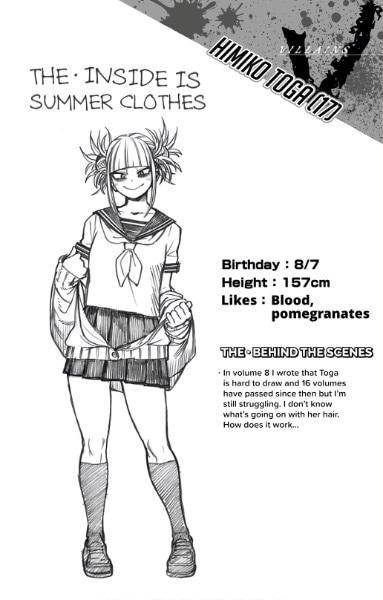 VILLAINS
HIMIKO TOGA (17)
THE・INSIDE IS
SUMMER CLOTHES
Birthday : 8/7
Height : 157cm
Likes : Blood,
pomegranates
THE・BEHIND THE SCENES
・In volume 8 I wrote that Toga
is hard to draw and 16 volumes
have passed since then but I'm
still struggling. I don't know
what's going on with her hair.
How does it work...